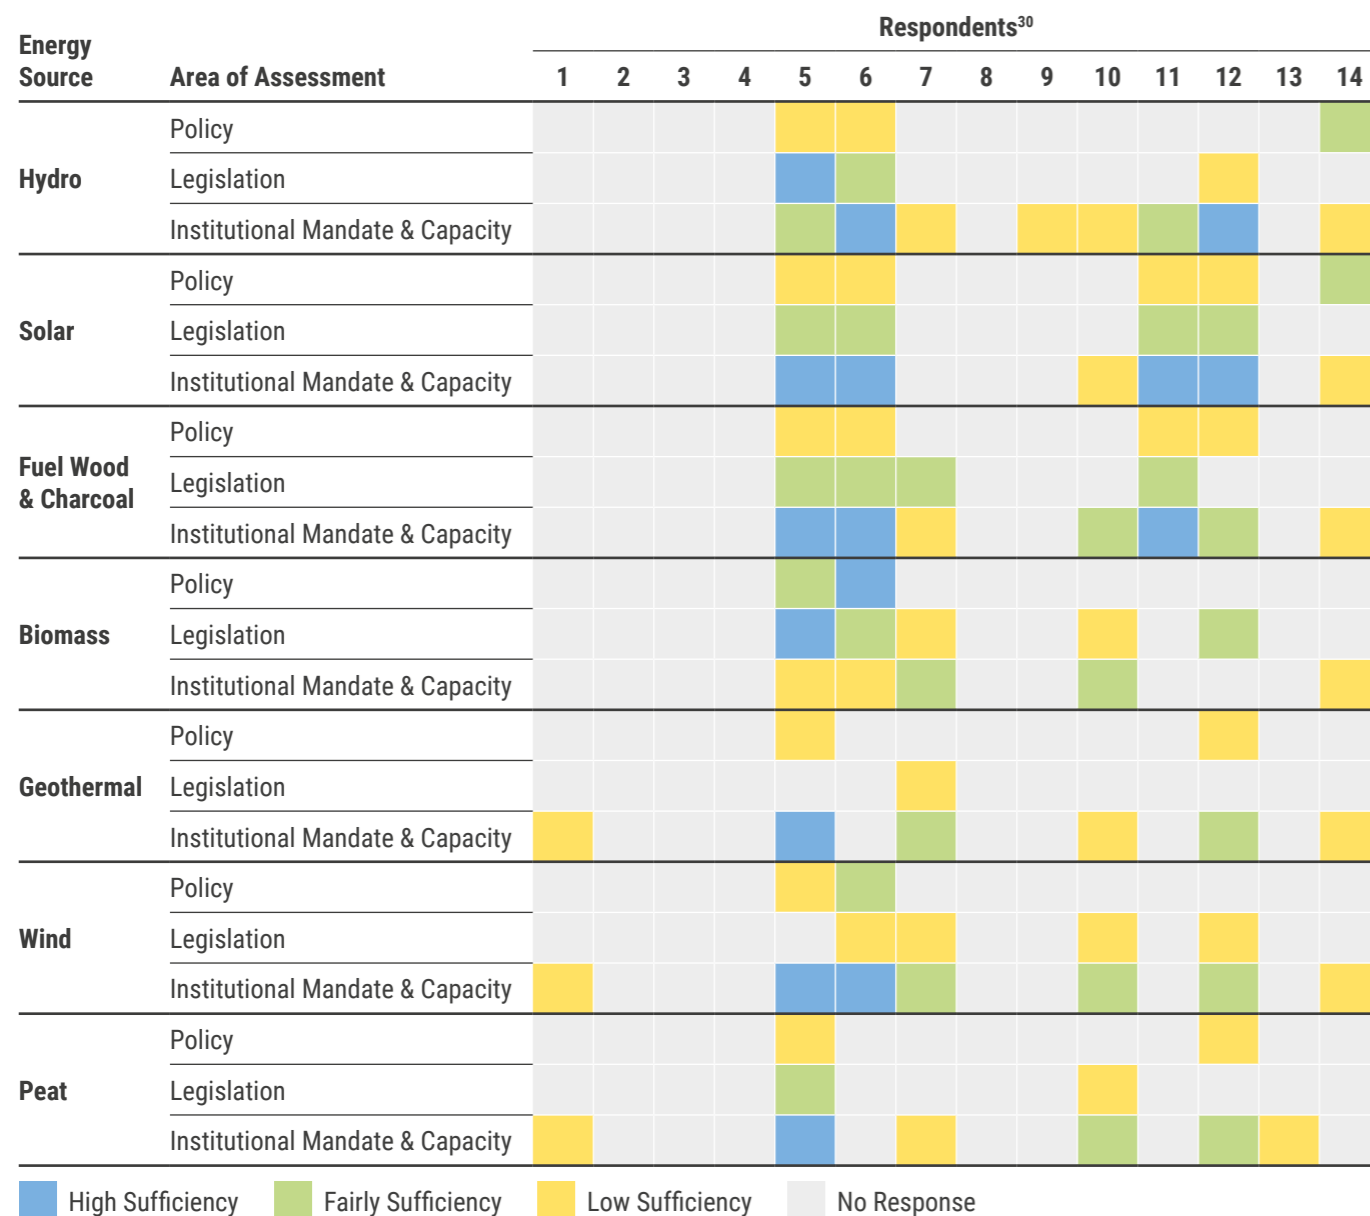 Respondents30
Energy
Source Area of Assessment 1 2 3 4 5 6 7 8 9 10 11 12 13 14
Policy
Hydro Legislation
Institutional Mandate & Capacity
Policy
Solar Legislation
Institutional Mandate & Capacity
Policy
Fuel Wood
& Charcoal Legislation
Institutional Mandate & Capacity
Policy
Biomass Legislation
Institutional Mandate & Capacity
Policy
Geothermal Legislation
Institutional Mandate & Capacity
Policy
Wind Legislation
Institutional Mandate & Capacity
Policy
Peat Legislation
Institutional Mandate & Capacity
High Sufficiency Fairly Sufficiency Low Sufficiency No Response